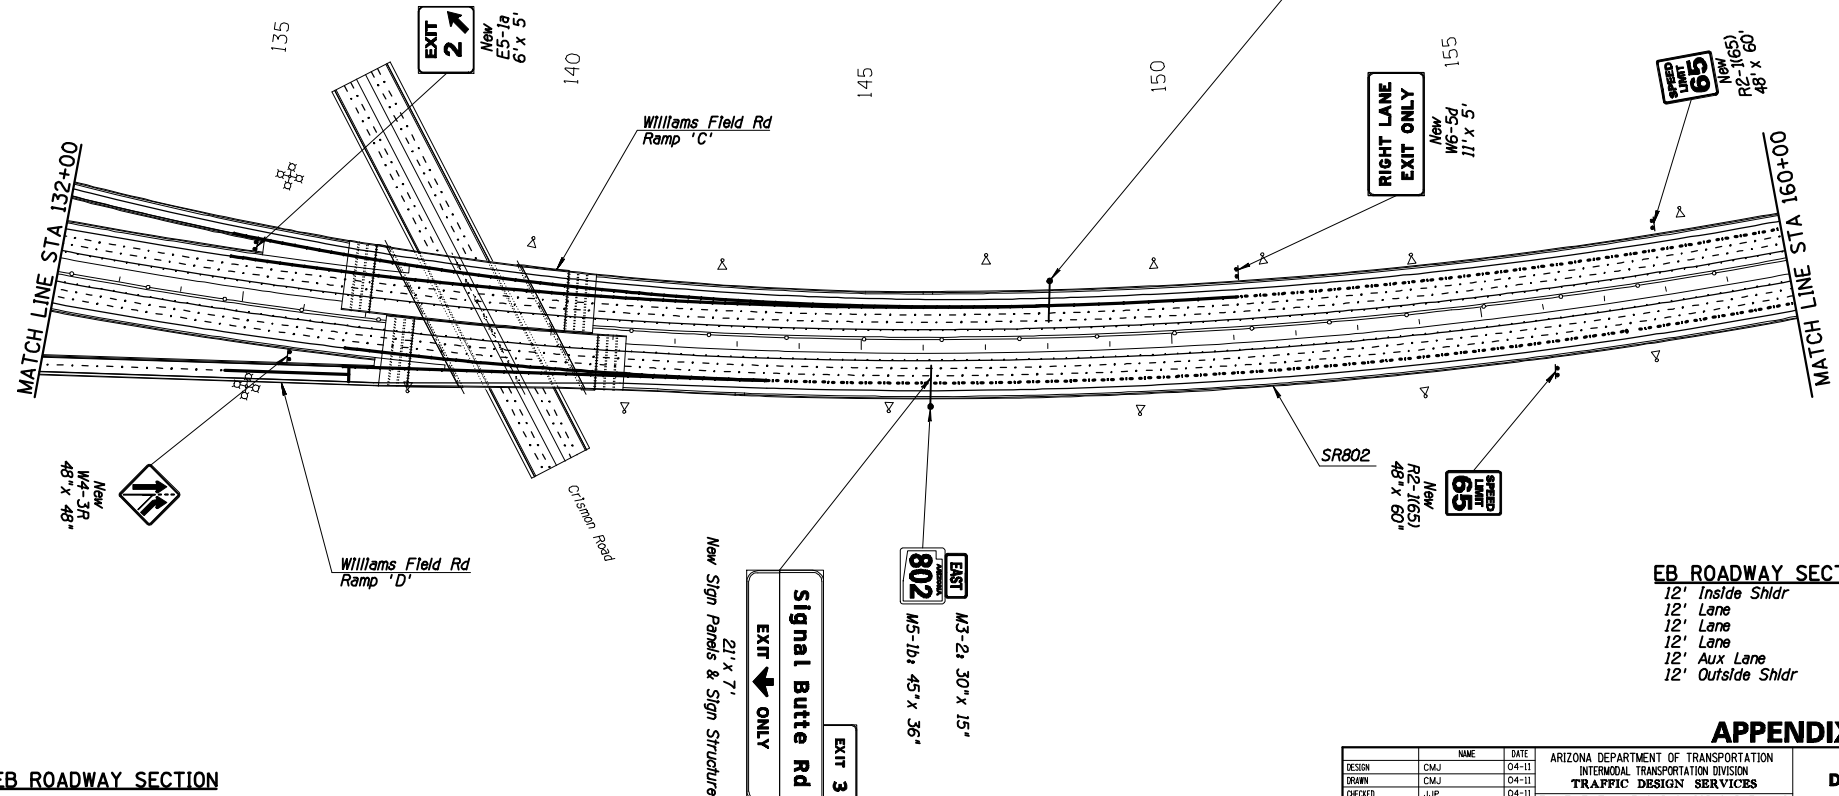 135
EXIT
2
New
E5-1a
6' x 5'
140
145
150
155
RIGHT LANE
EXIT ONLY
New
W6-5d
11' x 5'
SPEED
LIMIT
65
New
R2-1(65)
48' x 60'
Williams Field Rd
Ramp 'C'
MATCH LINE STA 132+00
MATCH LINE STA 160+00
New
W4-3R
48" x 48"
Williams Field Rd
Ramp 'D'
Crismon Road
SR802
SPEED
LIMIT
65
New
R2-1(65)
48" x 60"
EAST
ARIZONA
802
M3-2: 30" x 15"
M5-1b: 45" x 36"
EXIT 3
Signal Butte Rd
EXIT ONLY
21' x 7'
New Sign Panels & Sign Structure
EB ROADWAY SECT
12' Inside Shldr
12' Lane
12' Lane
12' Lane
12' Aux Lane
12' Outside Shldr
EB ROADWAY SECTION
APPENDIX
NAME DATE
DESIGN CMJ 04-11
DRAWN CMJ 04-11
CHECKED JJP 04-11
ARIZONA DEPARTMENT OF TRANSPORTATION
INTERMODAL TRANSPORTATION DIVISION
TRAFFIC DESIGN SERVICES
D